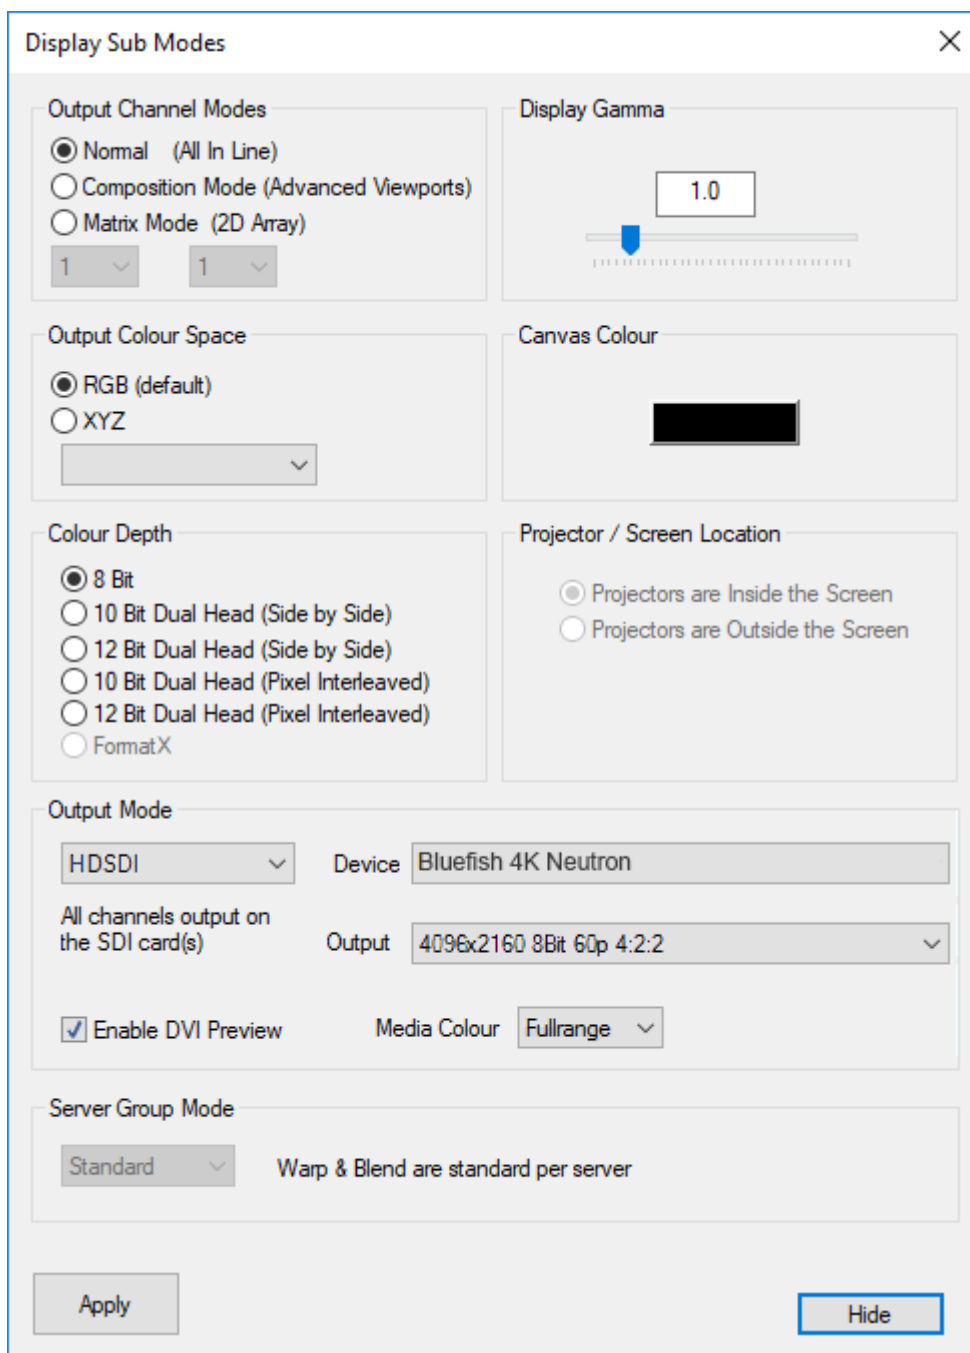 Display Sub Modes
Output Channel Modes
Normal (All In Line)
Composition Mode (Advanced Viewports)
Matrix Mode (2D Array)
1 1
Display Gamma
1.0
Output Colour Space
RGB (default)
XYZ
Canvas Colour
Colour Depth
8 Bit
10 Bit Dual Head (Side by Side)
12 Bit Dual Head (Side by Side)
10 Bit Dual Head (Pixel Interleaved)
12 Bit Dual Head (Pixel Interleaved)
FormatX
Projector / Screen Location
Projectors are Inside the Screen
Projectors are Outside the Screen
Output Mode
HDSDI
Device Bluefish 4K Neutron
All channels output on
the SDI card(s)
Output 4096x2160 8Bit 60p 4:2:2
Enable DVI Preview
Media Colour Fullrange
Server Group Mode
Standard
Warp & Blend are standard per server
Apply
Hide